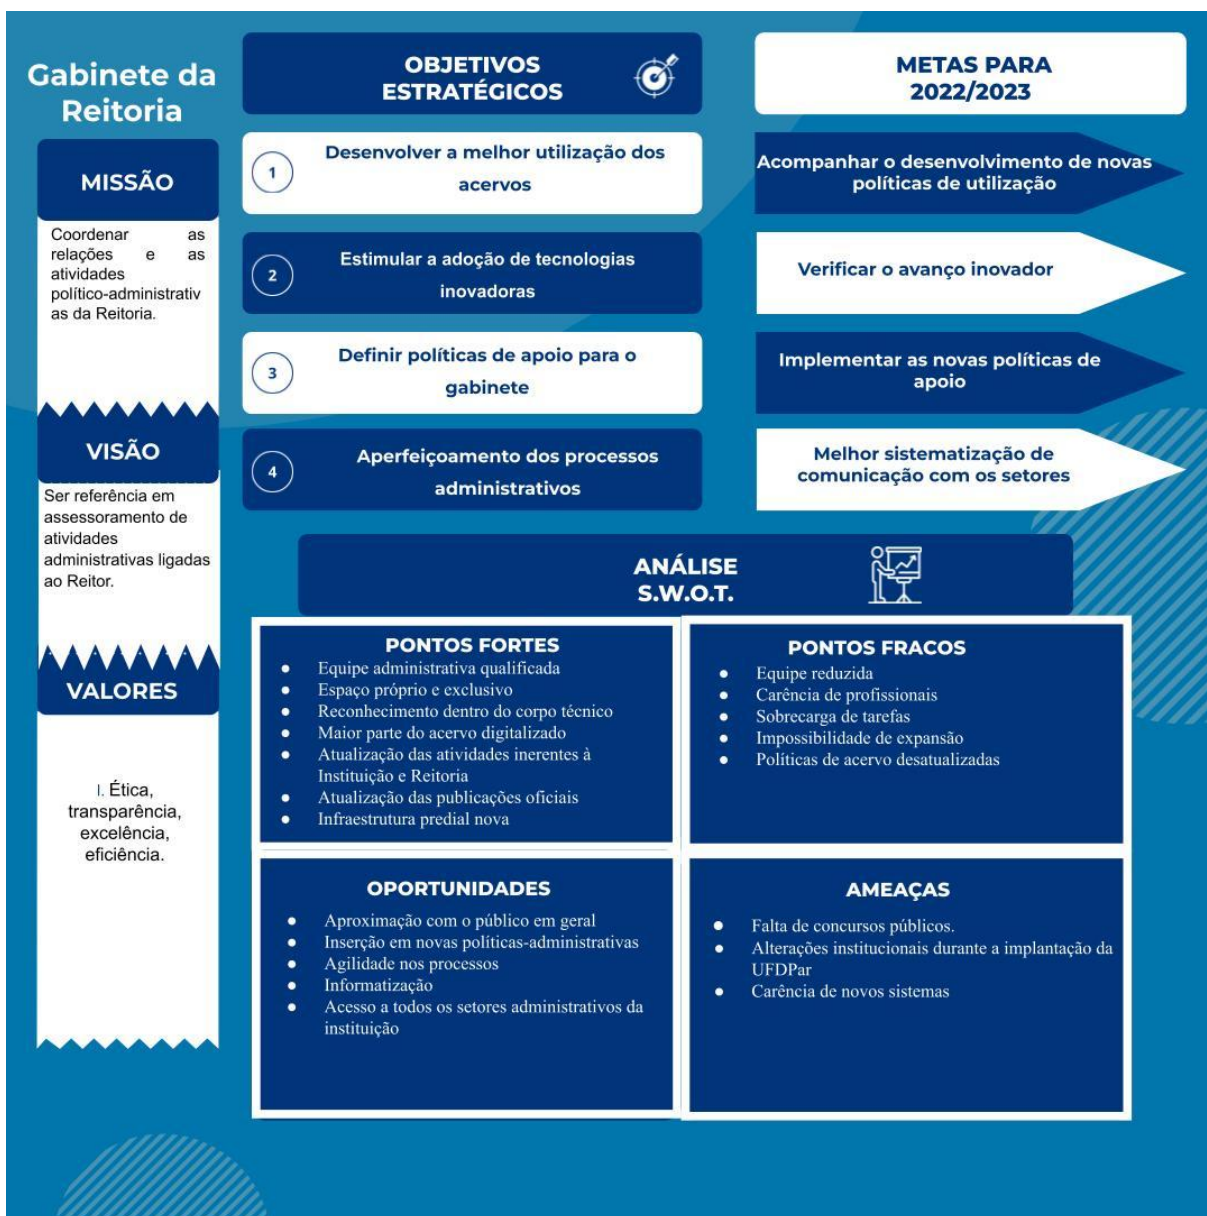 Gabinete da
Reitoria
MISSÃO
Coordenar as
relações e as
atividades
político-administrativ
as da Reitoria.
VISÃO
Ser referência em
assessoramento de
atividades
administrativas ligadas
ao Reitor.
VALORES
I. Ética,
transparência,
excelência,
eficiência.
OBJETIVOS
ESTRATÉGICOS
1
Desenvolver a melhor utilização dos
acervos
2
Estimular a adoção de tecnologias
inovadoras
3
Definir políticas de apoio para o
gabinete
4
Aperfeiçoamento dos processos
administrativos
METAS PARA
2022/2023
Acompanhar o desenvolvimento de novas
políticas de utilização
Verificar o avanço inovador
Implementar as novas políticas de
apoio
Melhor sistematização de
comunicação com os setores
ANÁLISE
S.W.O.T.
PONTOS FORTES
● Equipe administrativa qualificada
● Espaço próprio e exclusivo
● Reconhecimento dentro do corpo técnico
● Maior parte do acervo digitalizado
● Atualização das atividades inerentes à
Instituição e Reitoria
● Atualização das publicações oficiais
● Infraestrutura predial nova
PONTOS FRACOS
● Equipe reduzida
● Carência de profissionais
● Sobrecarga de tarefas
● Impossibilidade de expansão
● Políticas de acervo desatualizadas
OPORTUNIDADES
● Aproximação com o público em geral
● Inserção em novas políticas-administrativas
● Agilidade nos processos
● Informatização
● Acesso a todos os setores administrativos da
instituição
AMEAÇAS
● Falta de concursos públicos.
● Alterações institucionais durante a implantação da
UFDPar
● Carência de novos sistemas